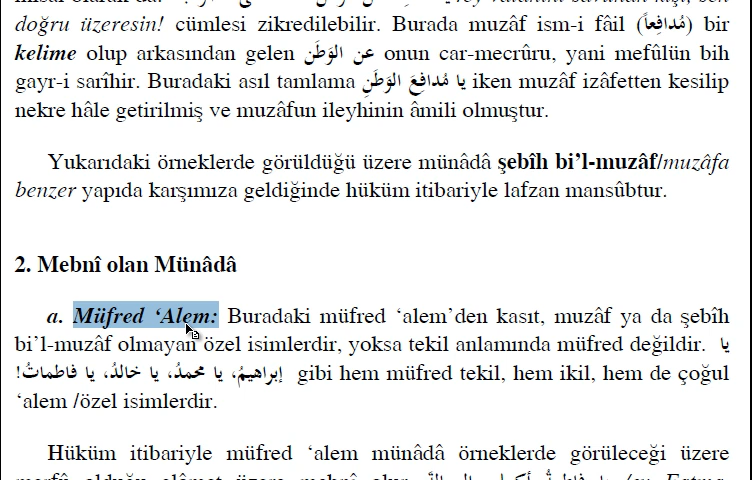 doğru üzeresin! cümlesi zikredilebilir. Burada muzâf ism-i fâil (مُدافِعاً) bir
kelime olup arkasından gelen عن الوَطَنِ onun car-mecrûru, yani mefûlün bih
gayr-i sarîhir. Buradaki asıl tamlama يا مُدافِعَ الوَطَنِ iken muzâf izâfetten kesilip
nekre hâle getirilmiş ve muzâfun ileyhinin âmili olmuştur.
Yukarıdaki örneklerde görüldüğü üzere münâdâ şebîh bi’l-muzâf/muzâfa
benzer yapıda karşımıza geldiğinde hüküm itibariyle lafzan mansûbtur.
2. Mebnî olan Münâdâ
a. Müfred ‘Alem: Buradaki müfred ‘alem’den kasıt, muzâf ya da şebîh
bi’l-muzâf olmayan özel isimlerdir, yoksa tekil anlamında müfred değildir. يا
إبراهيمُ، يا محمدُ، يا خالدُ، يا فاطماتُ! gibi hem müfred tekil, hem ikil, hem de çoğul
‘alem /özel isimlerdir.
Hüküm itibariyle müfred ‘alem münâdâ örneklerde görüleceği üzere